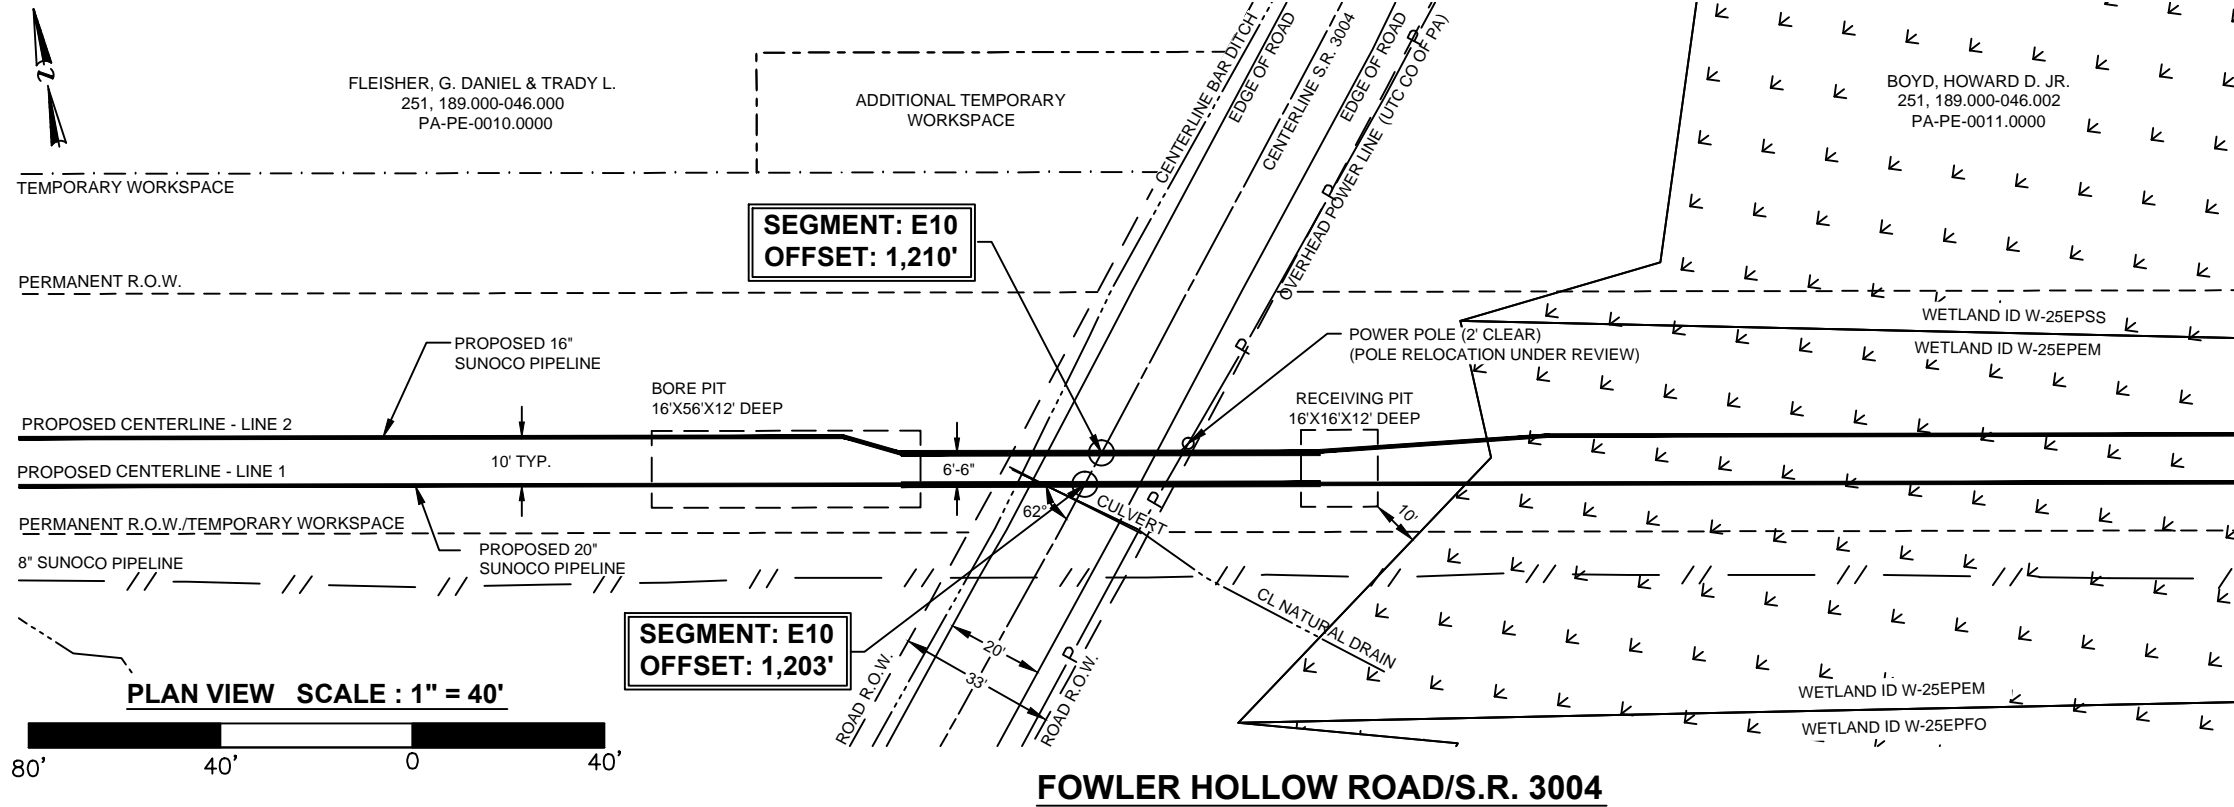 FLEISHER, G. DANIEL & TRADY L.
251, 189.000-046.000
PA-PE-0010.0000
ADDITIONAL TEMPORARY
WORKSPACE
CENTERLINE BAR DITCH
EDGE OF ROAD
CENTERLINE S.R. 3004
EDGE OF ROAD
OVERHEAD POWER LINE (UTC CO OF PA)
P
P
P
P
P
BOYD, HOWARD D. JR.
251, 189.000-046.002
PA-PE-0011.0000
TEMPORARY WORKSPACE
SEGMENT: E10
OFFSET: 1,210'
PERMANENT R.O.W.
WETLAND ID W-25EPSS
WETLAND ID W-25EPEM
PROPOSED 16"
SUNOCO PIPELINE
POWER POLE (2' CLEAR)
(POLE RELOCATION UNDER REVIEW)
BORE PIT
16'X56'X12' DEEP
RECEIVING PIT
16'X16'X12' DEEP
PROPOSED CENTERLINE - LINE 2
10' TYP.
6'-6"
PROPOSED CENTERLINE - LINE 1
62°
CULVERT
10'
PERMANENT R.O.W./TEMPORARY WORKSPACE
PROPOSED 20"
SUNOCO PIPELINE
8" SUNOCO PIPELINE
CL NATURAL DRAIN
SEGMENT: E10
OFFSET: 1,203'
20'
33'
ROAD R.O.W.
ROAD R.O.W.
WETLAND ID W-25EPEM
WETLAND ID W-25EPFO
PLAN VIEW SCALE : 1" = 40'
80' 40' 0 40'
FOWLER HOLLOW ROAD/S.R. 3004